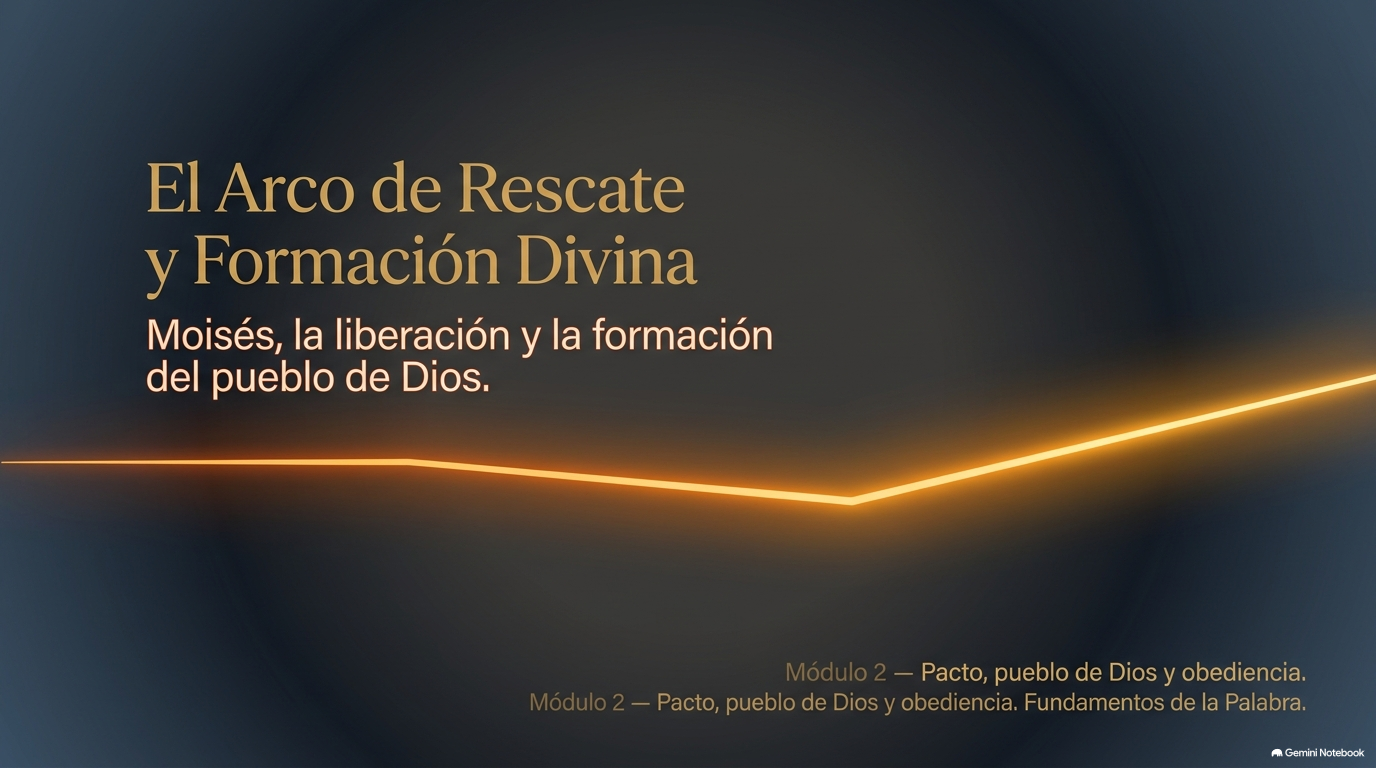 El Arco de Rescate
y Formación Divina
Moisés, la liberación y la formación
del pueblo de Dios.
Módulo 2 — Pacto, pueblo de Dios y obediencia.
Módulo 2 — Pacto, pueblo de Dios y obediencia. Fundamentos de la Palabra.
Gemini Notebook